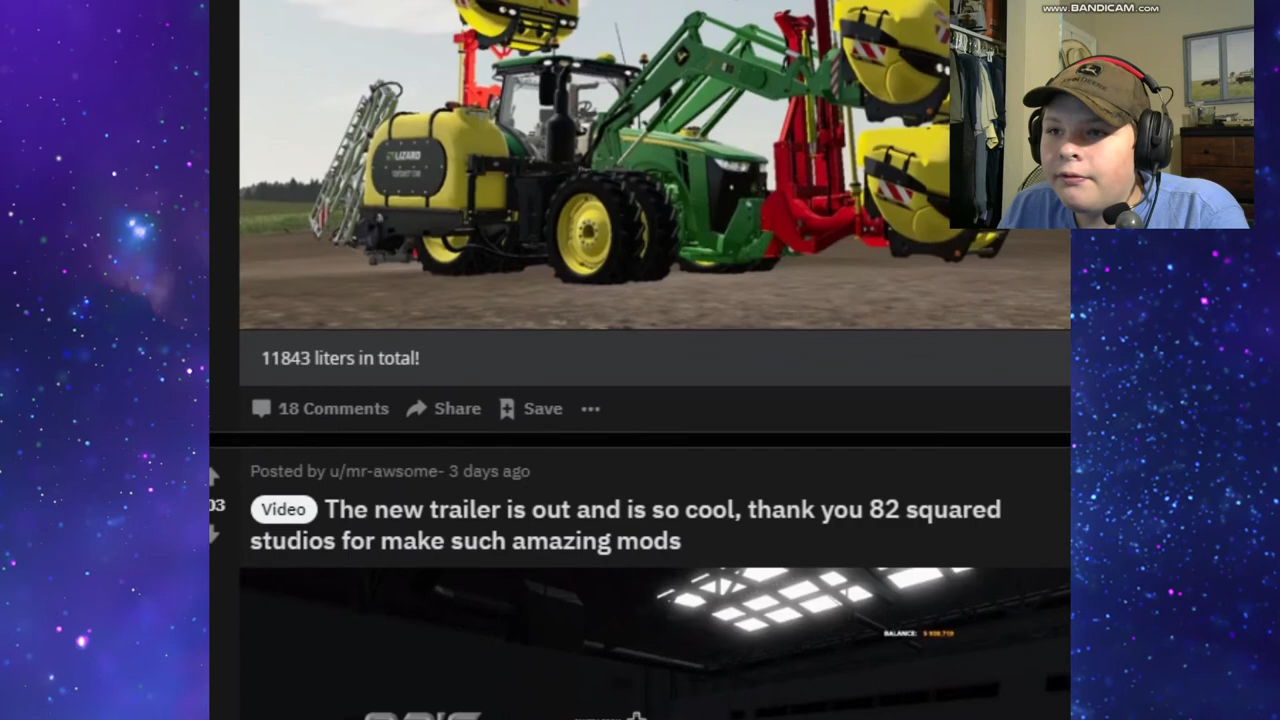 www.BANDICAM.com
LIZARD
11843 liters in total!
18 Comments Share Save
Posted by u/mr-awsome- 3 days ago
03
Video The new trailer is out and is so cool, thank you 82 squared
studios for make such amazing mods
BALANCE: